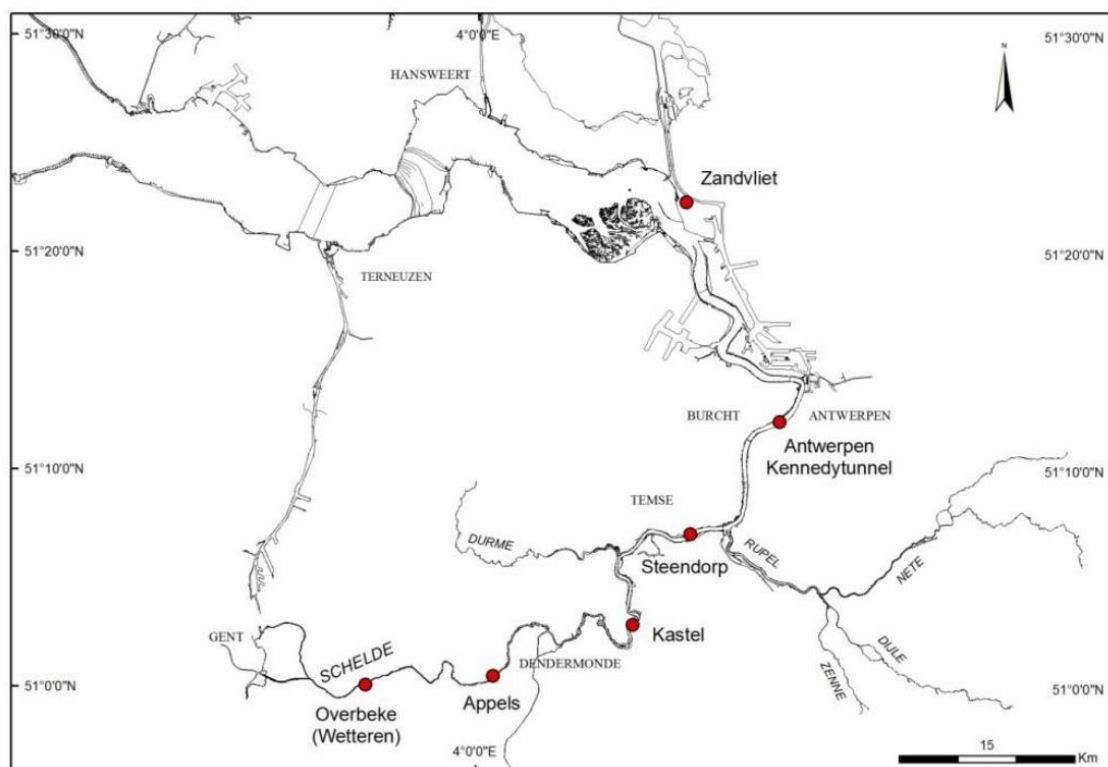 51°30'0"N
4°0'0"E
51°30'0"N
N
HANSWEERT
Zandvliet
51°20'0"N
51°20'0"N
TERNEUZEN
BURCHT
ANTWERPEN
Antwerpen
Kennedytunnel
51°10'0"N
51°10'0"N
TEMSE
DURME
Steendorp
RUPEL
NETE
Kastel
GENT
SCHELDE
DENDERMONDE
DIJLE
ZENNE
51°0'0"N
51°0'0"N
Appels
Overbeke
(Wetteren)
4°0'0"E
15
Km